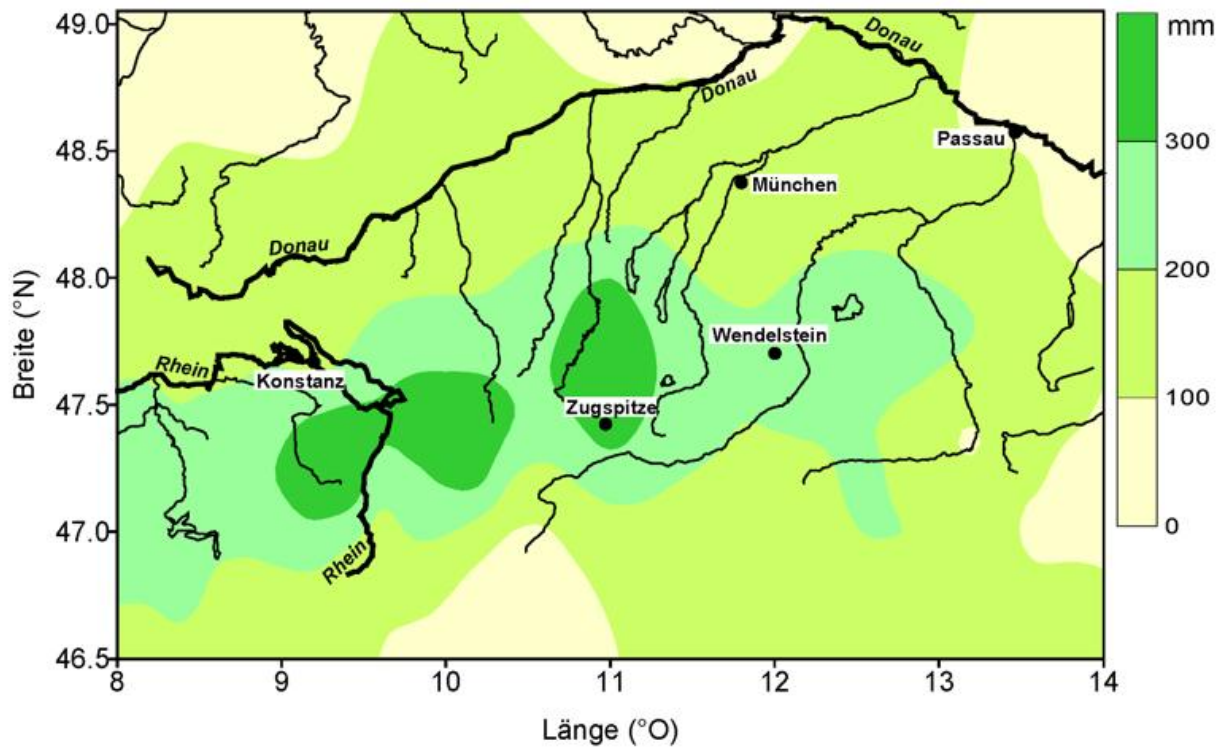 49.0
48.5
48.0
47.5
47.0
46.5
Breite (°N)
8
9
10
11
12
13
14
Länge (°O)
Donau
Donau
Donau
Passau
München
Wendelstein
Rhein
Konstanz
Zugspitze
Rhein
mm
300
200
100
0